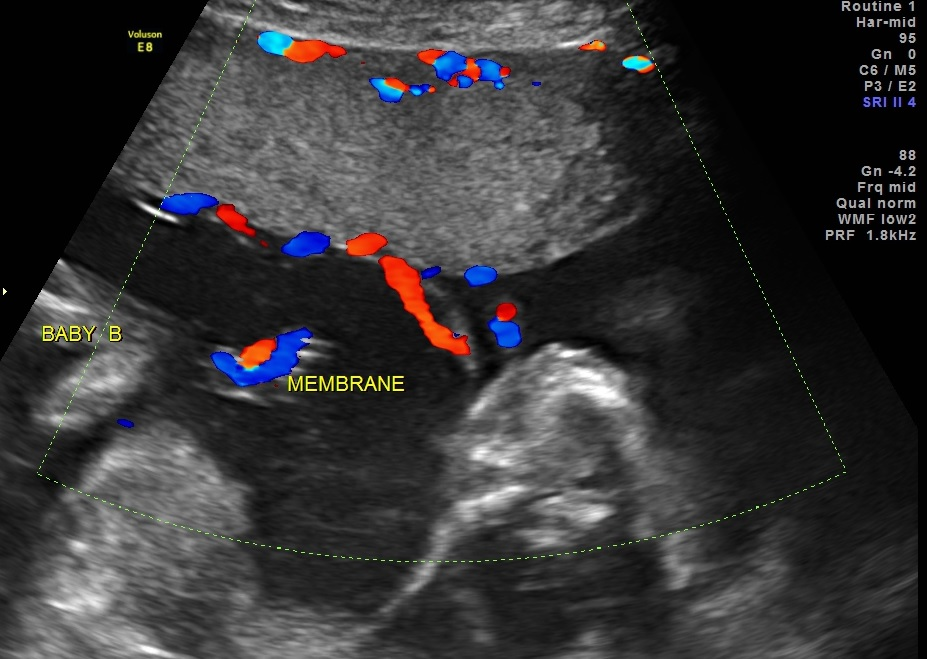 Voluson
E8
Routine 1
Har-mid
95
Gn 0
C6 / M5
P3 / E2
SRI II 4
88
Gn -4.2
Frq mid
Qual norm
WMF low2
PRF 1.8kHz
BABY B
MEMBRANE